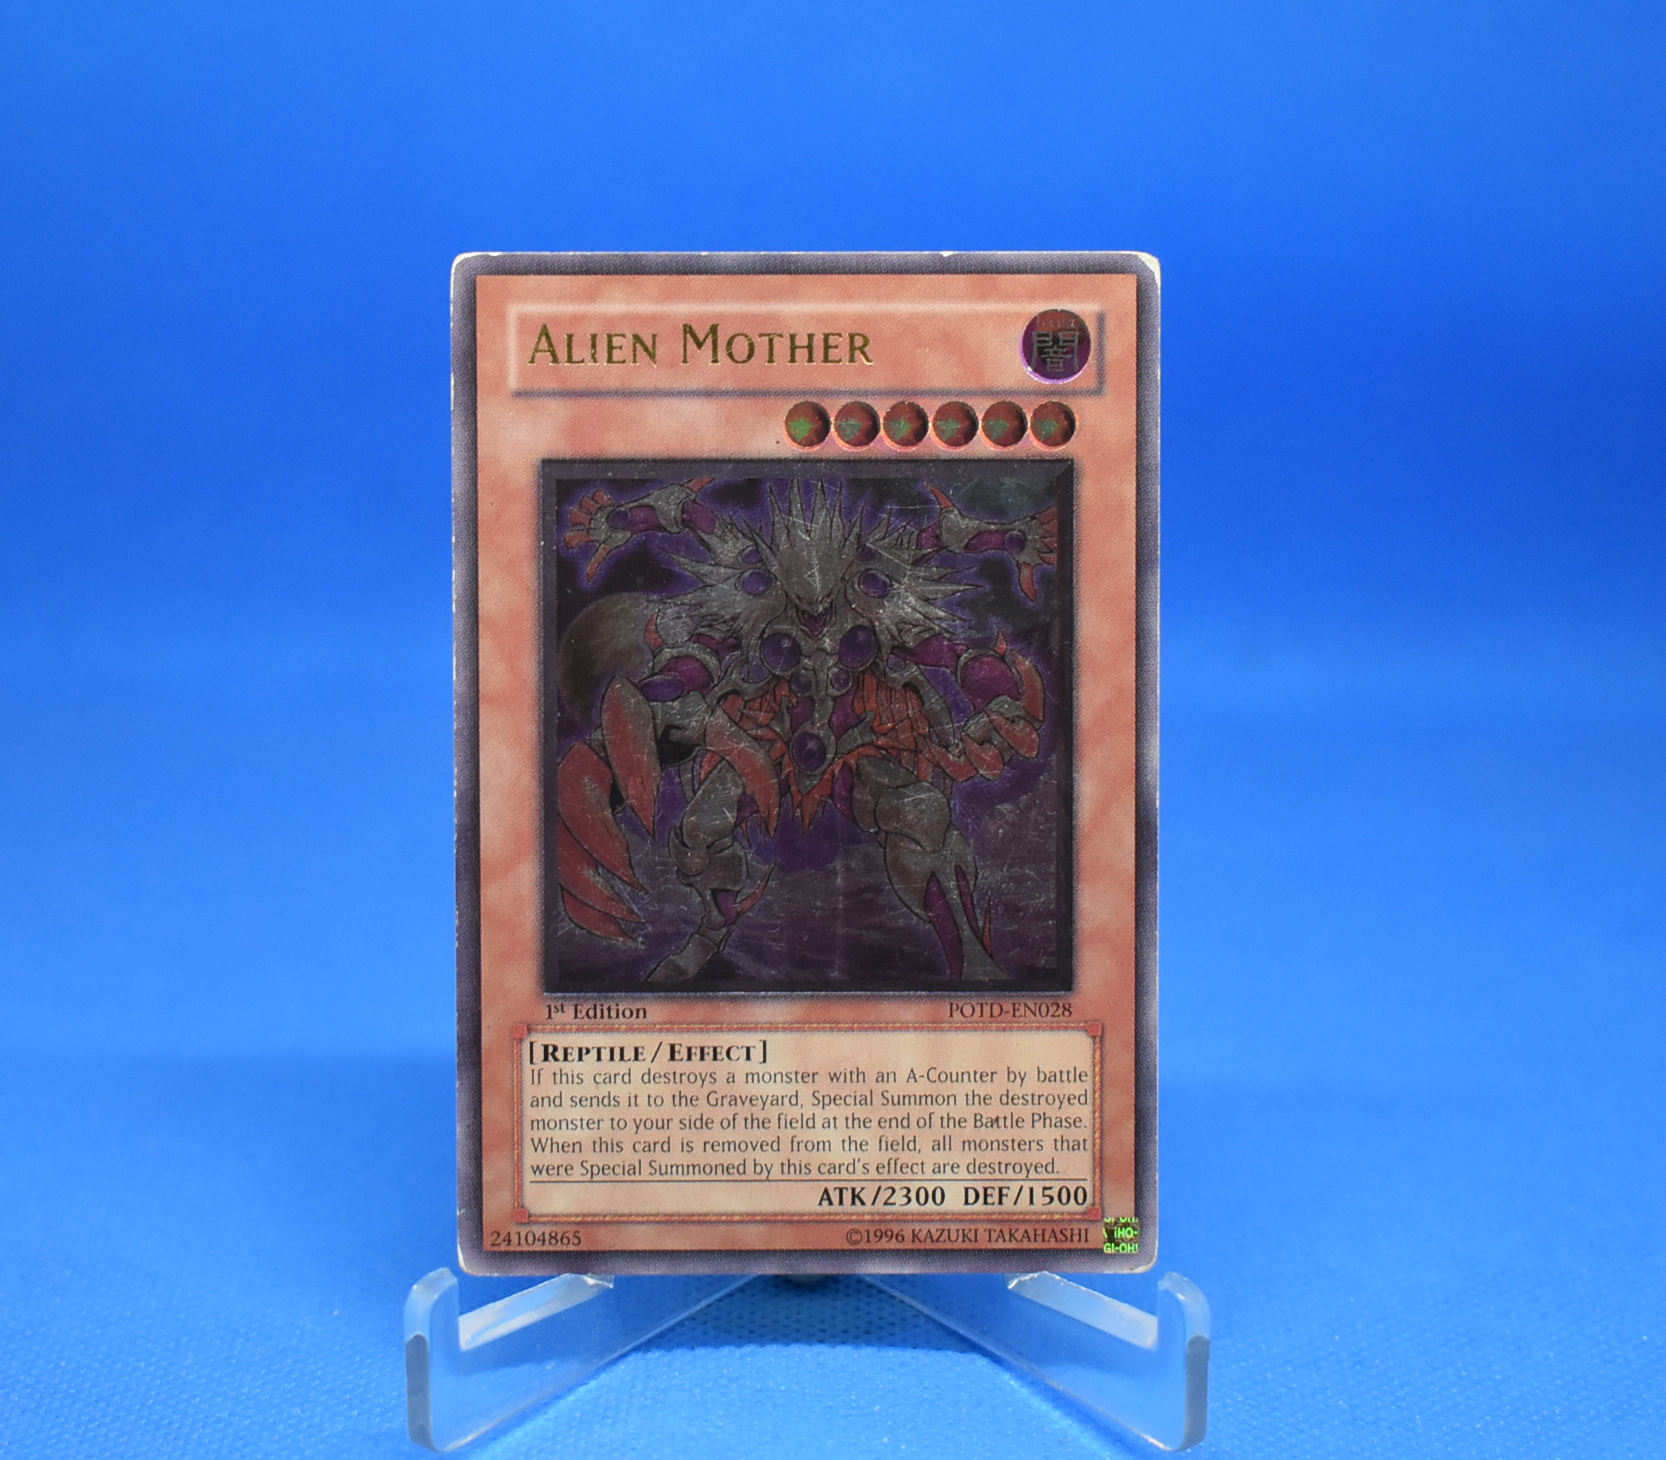 ALIEN MOTHER
闇
1st Edition
POTD-EN028
[REPTILE/EFFECT]
If this card destroys a monster with an A-Counter by battle
and sends it to the Graveyard, Special Summon the destroyed
monster to your side of the field at the end of the Battle Phase.
When this card is removed from the field, all monsters that
were Special Summoned by this card's effect are destroyed.
ATK/2300 DEF/1500
24104865
©1996 KAZUKI TAKAHASHI
GI-OH!